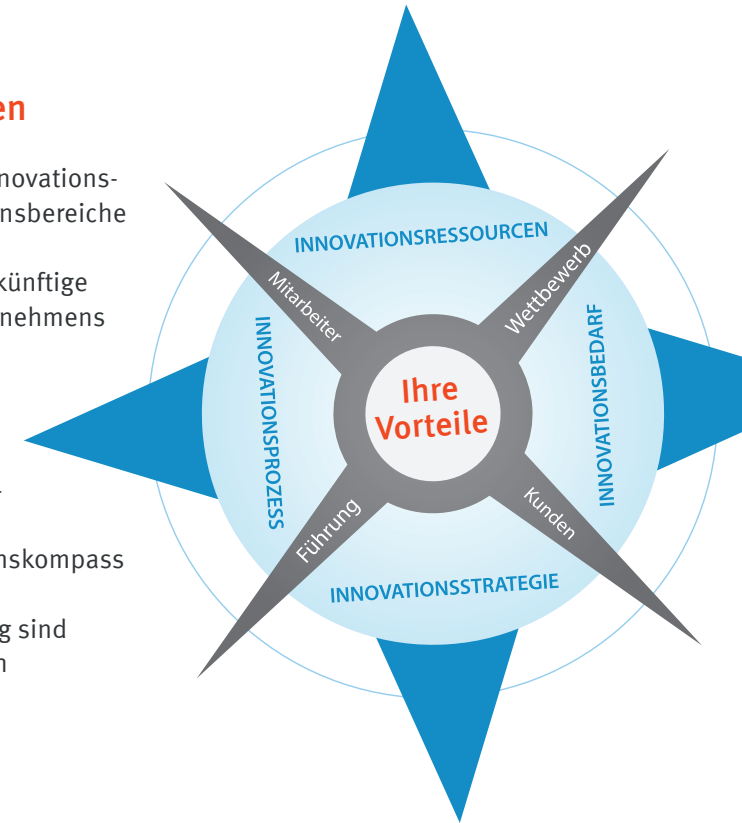 en
novations-
nsbereiche
künftige
nehmens
nskompass
g sind
n
INNOVATIONSRESSOURCEN
Mitarbeiter
Wettbewerb
INNOVATIONSPROZESS
Ihre
Vorteile
INNOVATIONSBEDARF
Führung
Kunden
INNOVATIONSSTRATEGIE